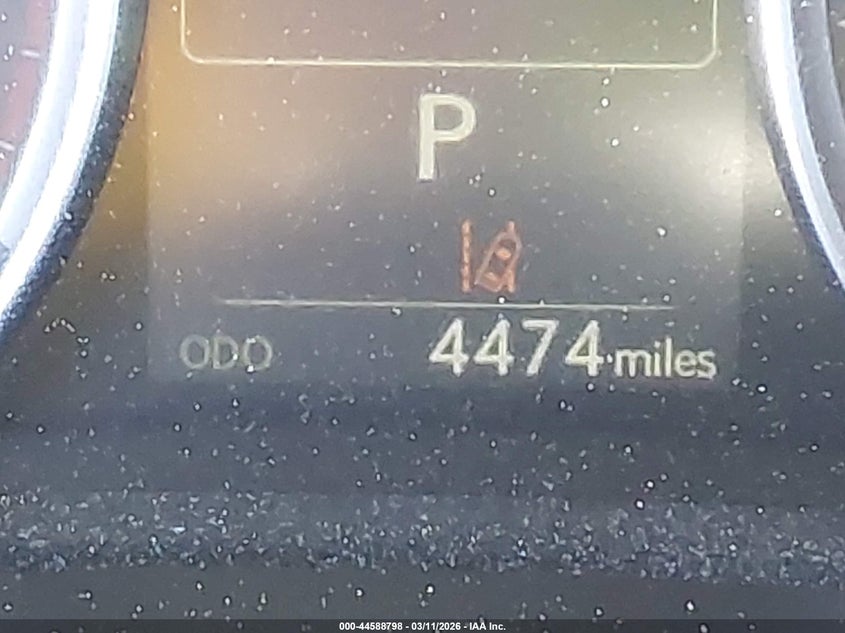 P
ODO 4474 miles
000-44588798 - 03/11/2026 - IAA Inc.